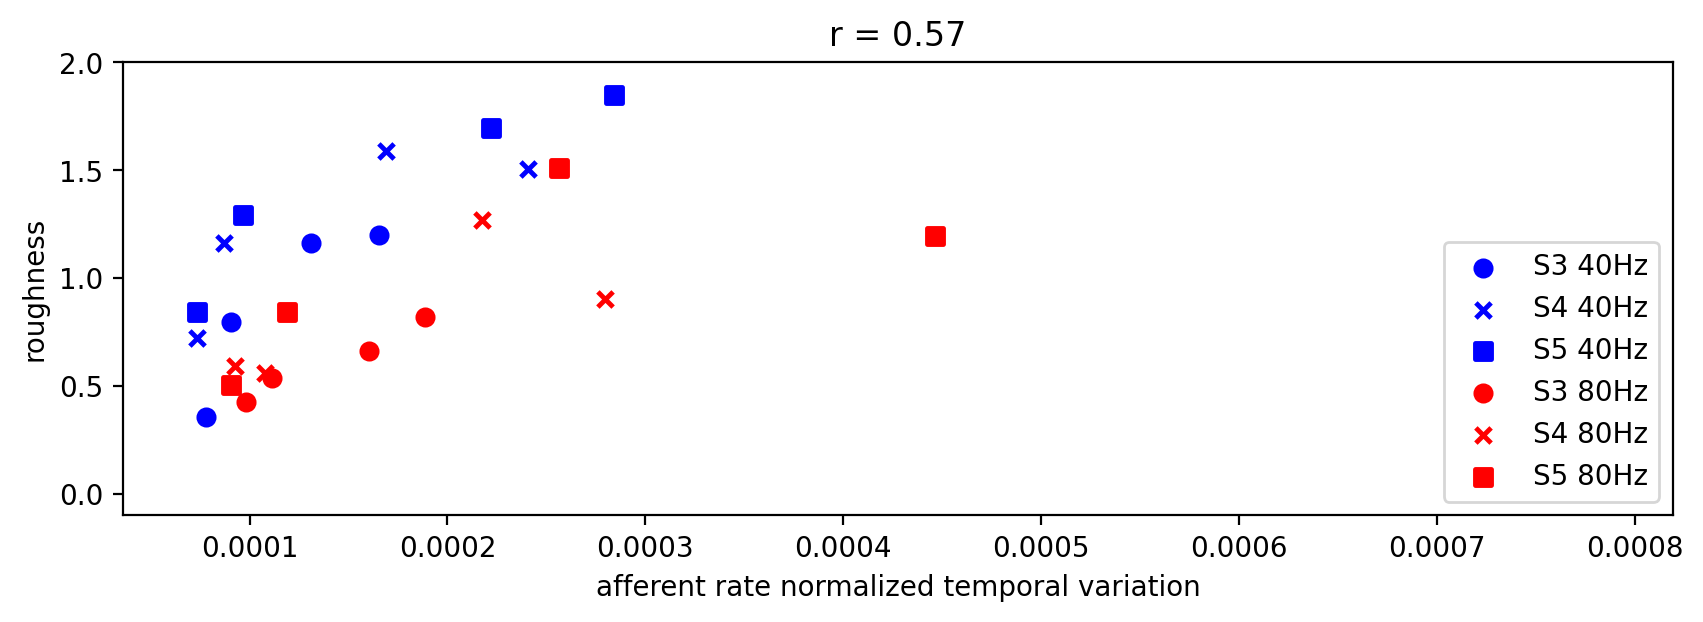 r = 0.57
2.0
1.5
1.0
0.5
0.0
roughness
S3 40Hz
S4 40Hz
S5 40Hz
S3 80Hz
S4 80Hz
S5 80Hz
0.0001 0.0002 0.0003 0.0004 0.0005 0.0006 0.0007 0.0008
afferent rate normalized temporal variation